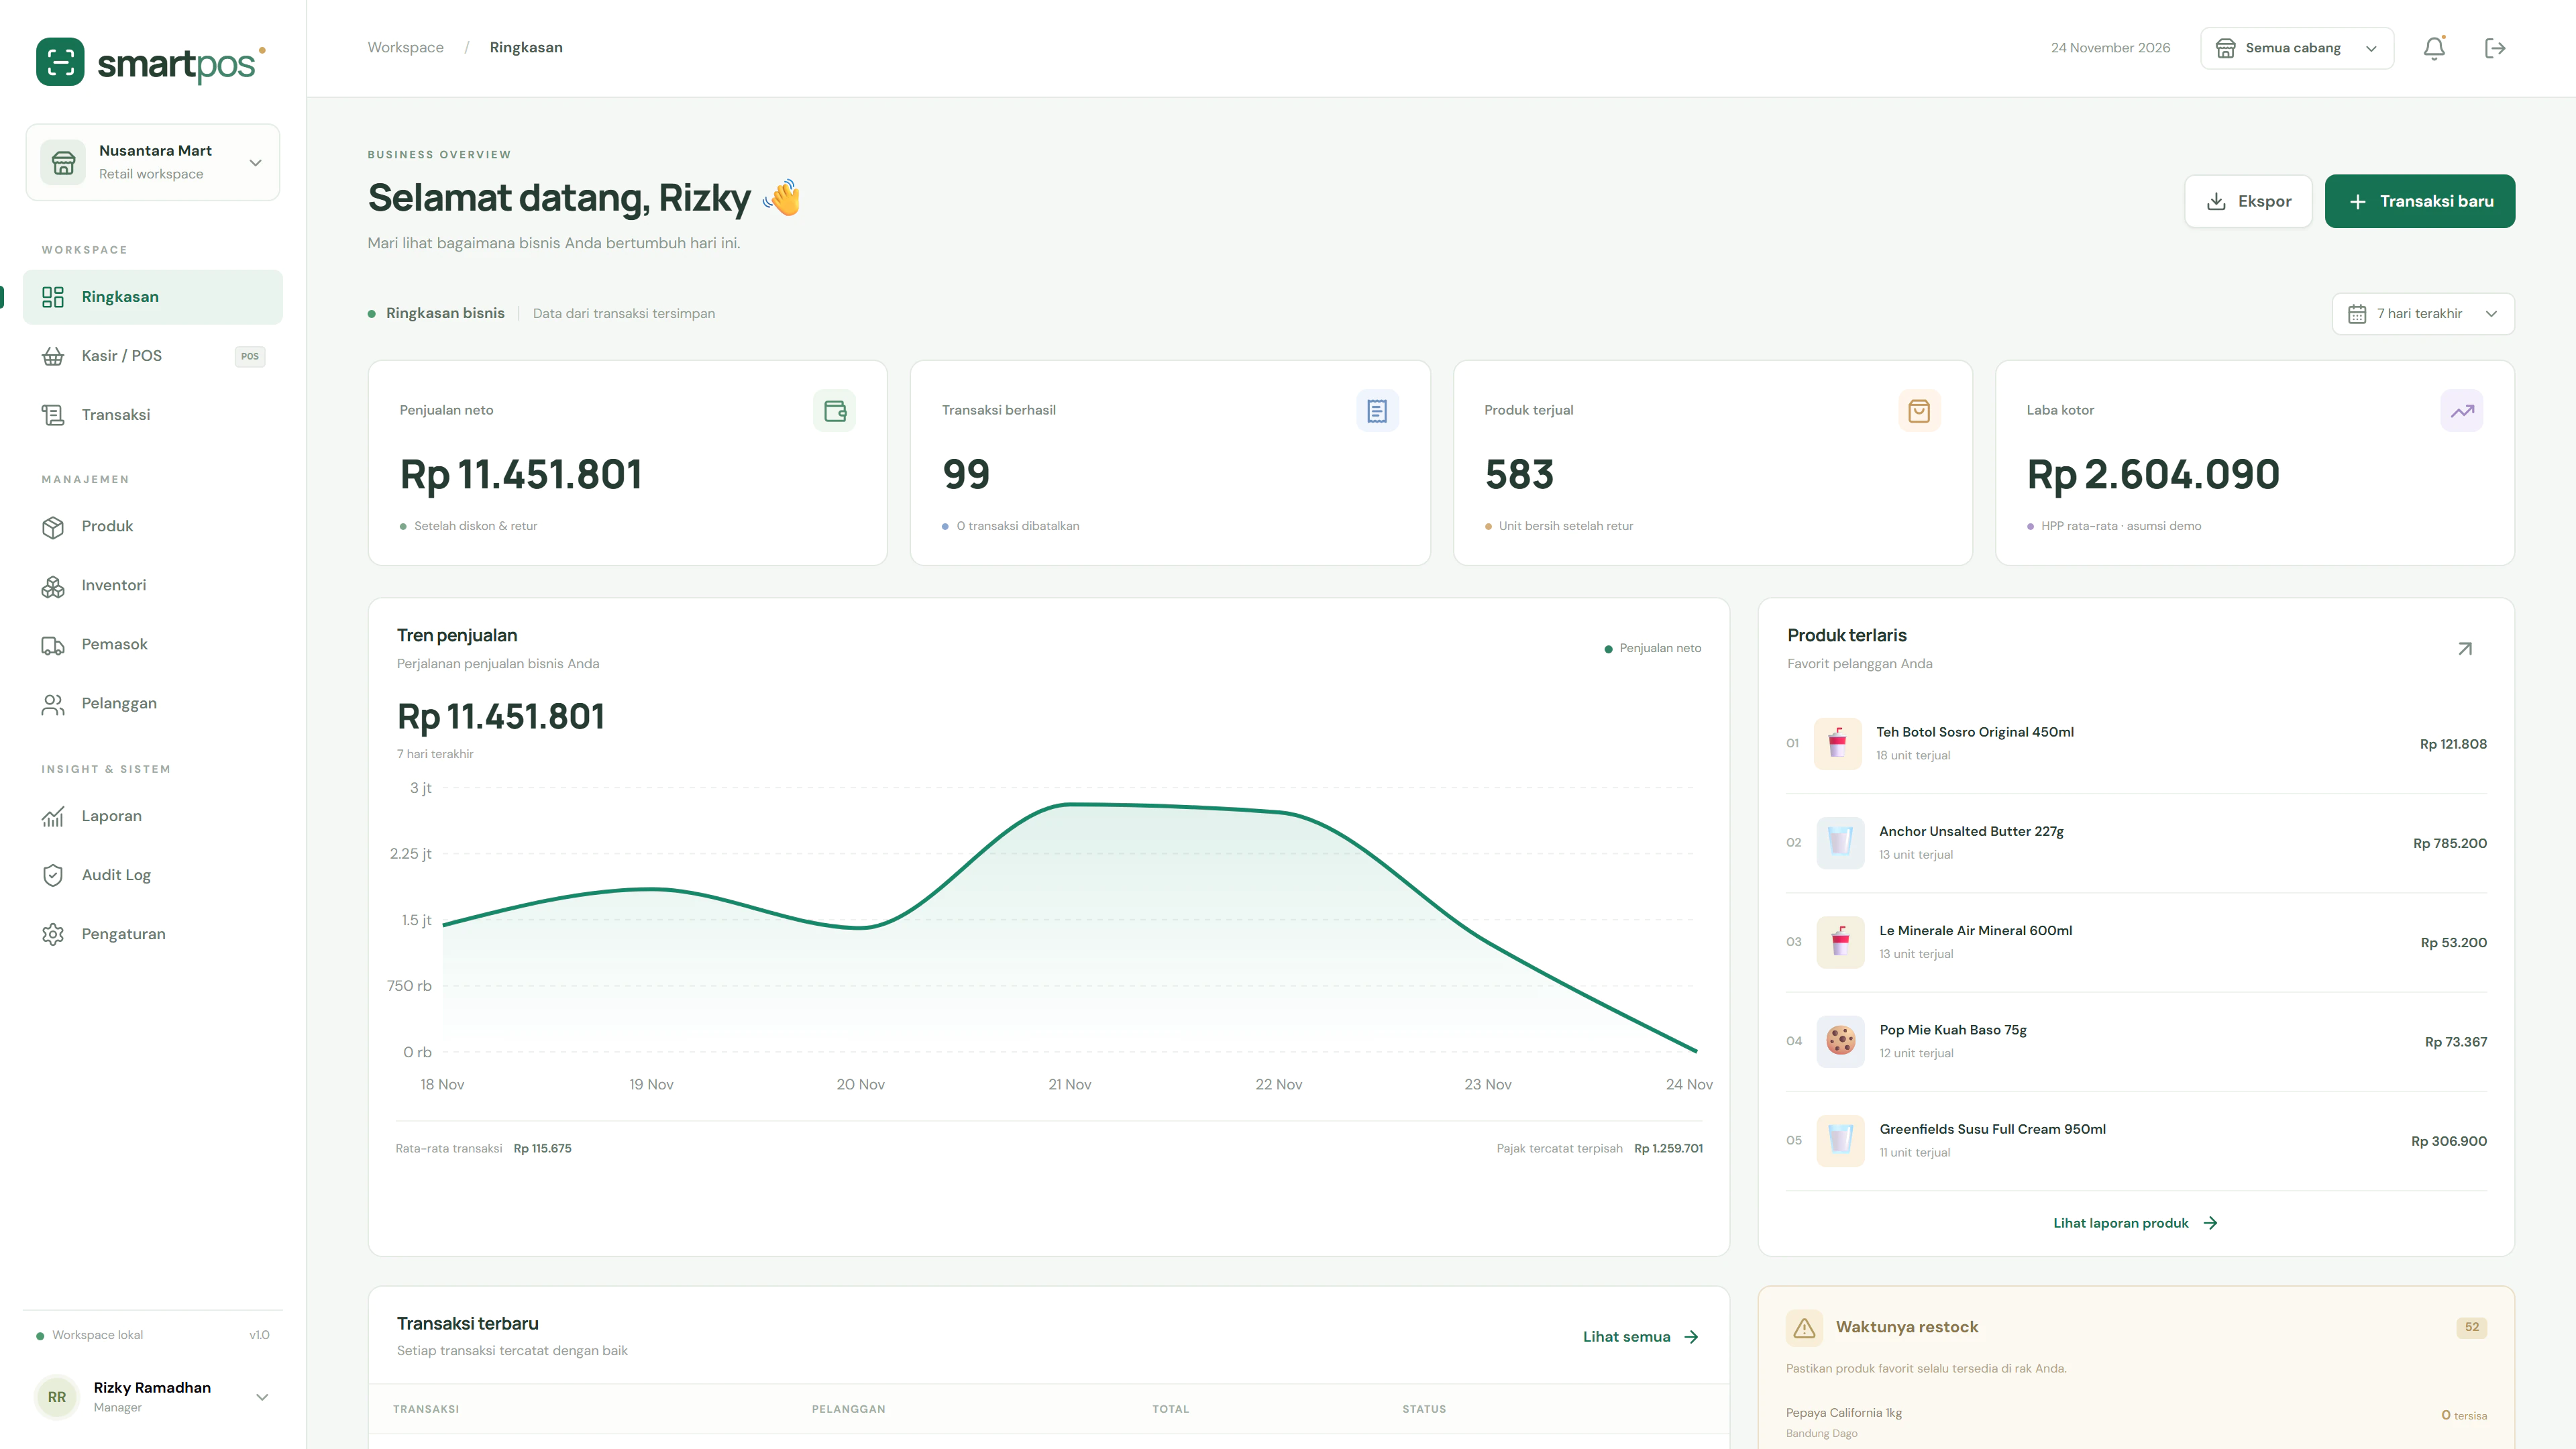 smartpos
Nusantara Mart
Retail workspace
WORKSPACE
Ringkasan
Kasir / POS
POS
Transaksi
MANAJEMEN
Produk
Inventori
Pemasok
Pelanggan
INSIGHT & SISTEM
Laporan
Audit Log
Pengaturan
Workspace lokal
v1.0
RR
Rizky Ramadhan
Manager
Workspace / Ringkasan
24 November 2026
Semua cabang
BUSINESS OVERVIEW
Selamat datang, Rizky 👋
Mari lihat bagaimana bisnis Anda bertumbuh hari ini.
Ekspor
Transaksi baru
Ringkasan bisnis
Data dari transaksi tersimpan
7 hari terakhir
Penjualan neto
Rp 11.451.801
Setelah diskon & retur
Transaksi berhasil
99
0 transaksi dibatalkan
Produk terjual
583
Unit bersih setelah retur
Laba kotor
Rp 2.604.090
HPP rata-rata · asumsi demo
Tren penjualan
Perjalanan penjualan bisnis Anda
Penjualan neto
Rp 11.451.801
7 hari terakhir
3 jt
2.25 jt
1.5 jt
750 rb
0 rb
18 Nov
19 Nov
20 Nov
21 Nov
22 Nov
23 Nov
24 Nov
Rata-rata transaksi Rp 115.675
Pajak tercatat terpisah Rp 1.259.701
Produk terlaris
Favorit pelanggan Anda
01
Teh Botol Sosro Original 450ml
18 unit terjual
Rp 121.808
02
Anchor Unsalted Butter 227g
13 unit terjual
Rp 785.200
03
Le Minerale Air Mineral 600ml
13 unit terjual
Rp 53.200
04
Pop Mie Kuah Baso 75g
12 unit terjual
Rp 73.367
05
Greenfields Susu Full Cream 950ml
11 unit terjual
Rp 306.900
Lihat laporan produk
Transaksi terbaru
Setiap transaksi tercatat dengan baik
Lihat semua
TRANSAKSI
PELANGGAN
TOTAL
STATUS
Waktunya restock
52
Pastikan produk favorit selalu tersedia di rak Anda.
Pepaya California 1kg
Bandung Dago
0 tersisa